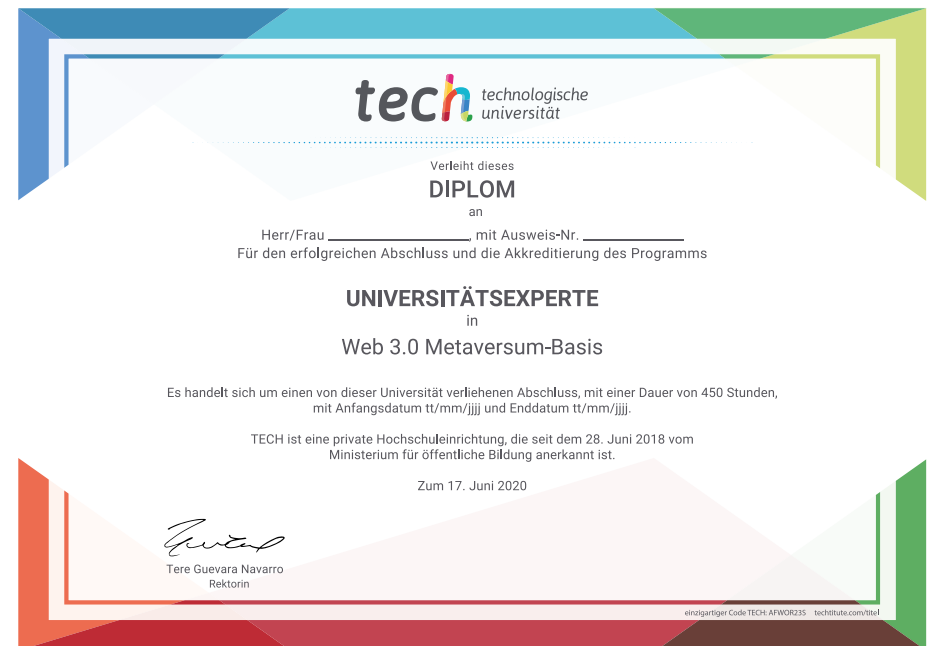 tech technologische
universität
Verleiht dieses
DIPLOM
an
Herr/Frau , mit Ausweis-Nr.
Für den erfolgreichen Abschluss und die Akkreditierung des Programms
UNIVERSITÄTSEXPERTE
in
Web 3.0 Metaversum-Basis
Es handelt sich um einen von dieser Universität verliehenen Abschluss, mit einer Dauer von 450 Stunden,
mit Anfangsdatum tt/mm/jjjj und Enddatum tt/mm/jjjj.
TECH ist eine private Hochschuleinrichtung, die seit dem 28. Juni 2018 vom
Ministerium für öffentliche Bildung anerkannt ist.
Zum 17. Juni 2020
Tere Guevara Navarro
Rektorin
einzigartiger Code TECH: AFWOR23S techtitute.com/titel